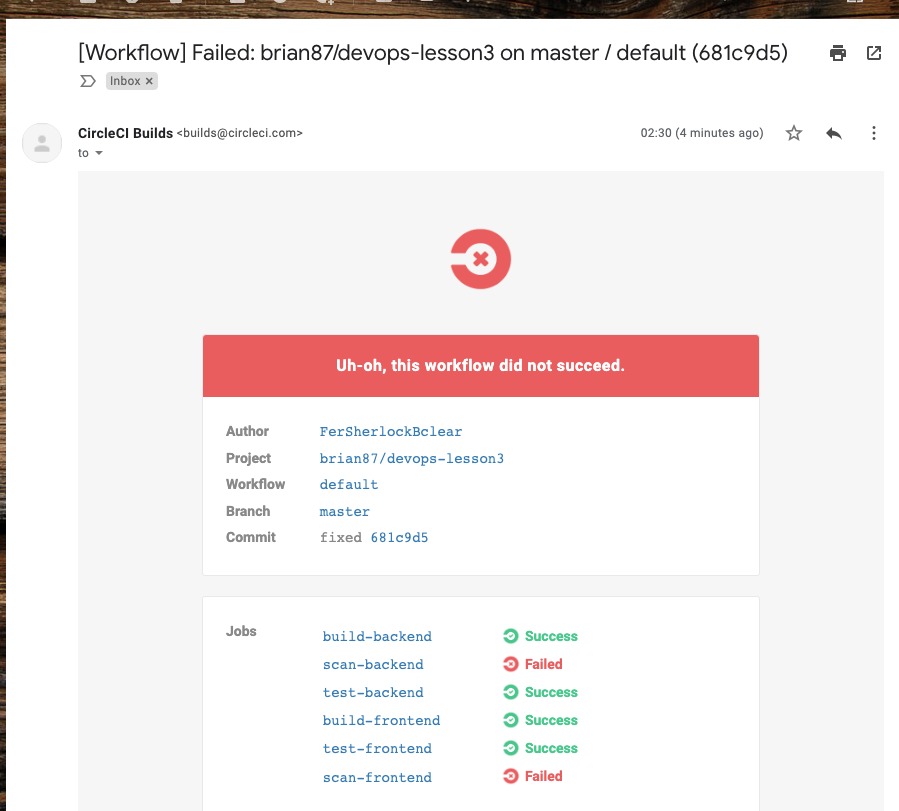 [Workflow] Failed: brian87/devops-lesson3 on master / default (681c9d5)
Inbox ×
CircleCI Builds <builds@circleci.com> 02:30 (4 minutes ago)
to
Uh-oh, this workflow did not succeed.
Author FerSherlockBclear
Project brian87/devops-lesson3
Workflow default
Branch master
Commit fixed 681c9d5
Jobs
build-backend Success
scan-backend Failed
test-backend Success
build-frontend Success
test-frontend Success
scan-frontend Failed